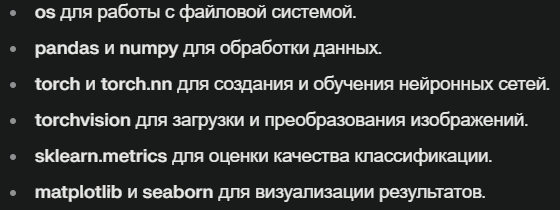 • os для работы с файловой системой.
• pandas и numpy для обработки данных.
• torch и torch.nn для создания и обучения нейронных сетей.
• torchvision для загрузки и преобразования изображений.
• sklearn.metrics для оценки качества классификации.
• matplotlib и seaborn для визуализации результатов.